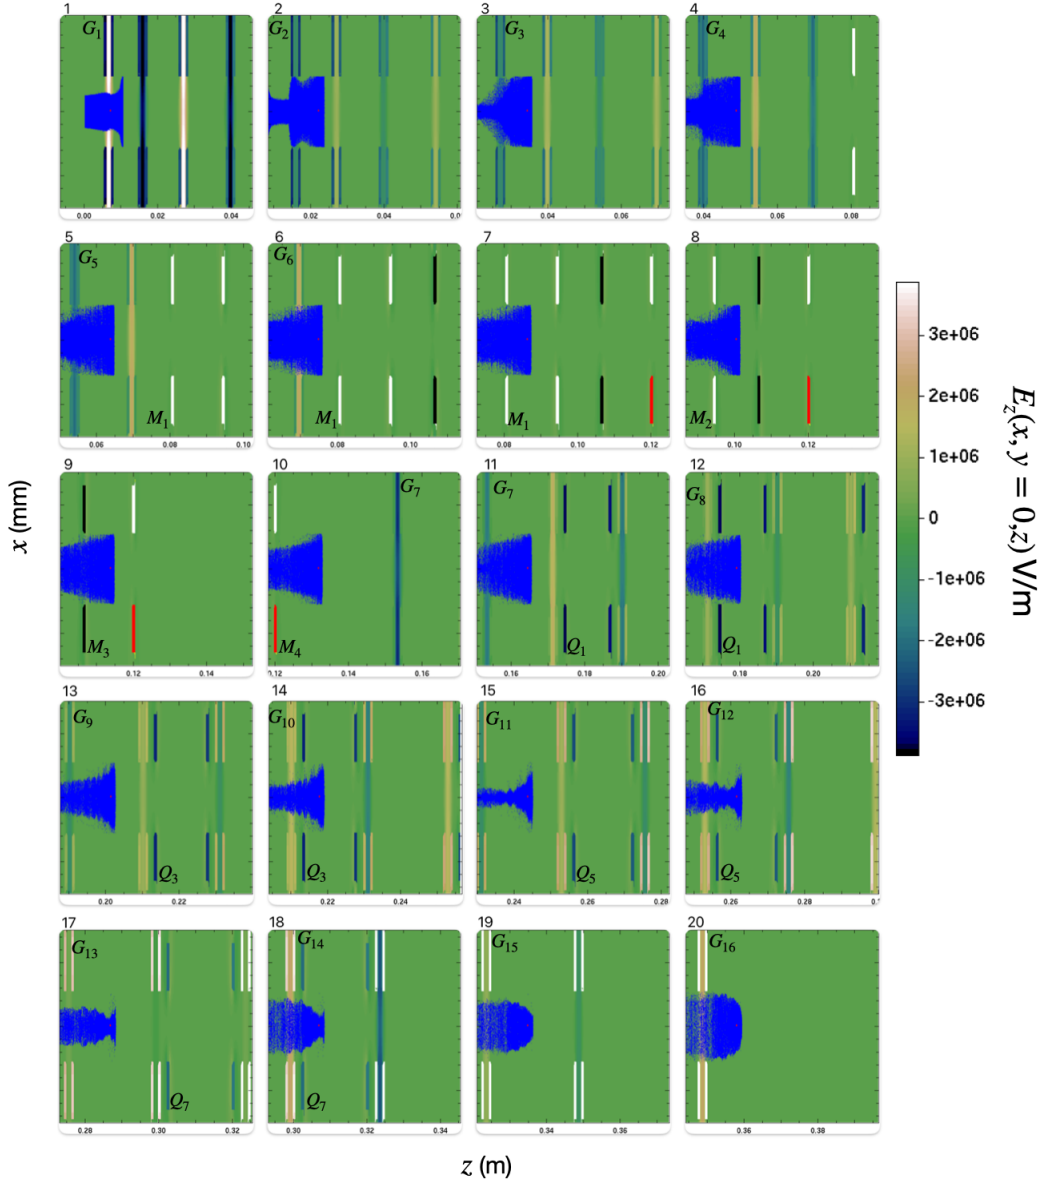 1
G1
0.00 0.02 0.04
2
G2
0.02 0.04 0.0
3
G3
0.04 0.06
4
G4
0.04 0.06 0.08
5
G5
M1
0.06 0.08 0.10
6
G6
M1
0.08 0.10
7
M1
0.08 0.10 0.12
8
M2
0.10 0.12
9
M3
0.12 0.14
10
G7
M4
0.12 0.14 0.16
11
G7
Q1
0.16 0.18 0.20
12
G8
Q1
0.18 0.20
13
G9
Q3
0.20 0.22
14
G10
Q3
0.22 0.24
15
G11
Q5
0.24 0.26 0.28
16
G12
Q5
0.26 0.28
17
G13
Q7
0.28 0.30 0.32
18
G14
Q7
0.30 0.32 0.34
19
G15
0.34 0.36
20
G16
0.36 0.38
x (mm)
z (m)
3e+06
2e+06
1e+06
0
-1e+06
-2e+06
-3e+06
Ez(x, y = 0,z) V/m